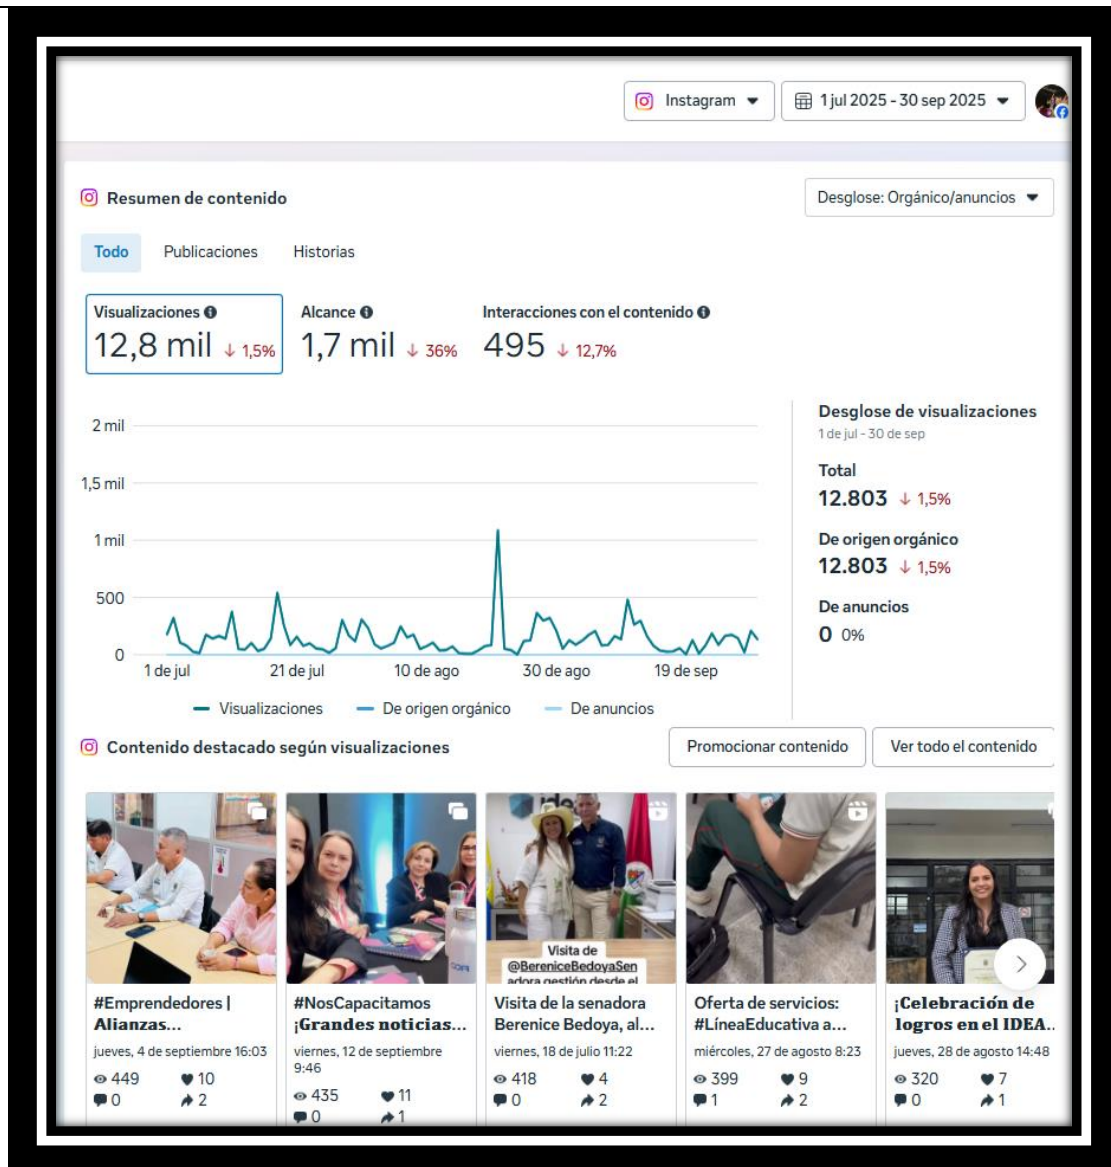 Instagram
1 jul 2025 - 30 sep 2025
Resumen de contenido
Desglose: Orgánico/anuncios
Todo Publicaciones Historias
Visualizaciones Alcance Interacciones con el contenido
12,8 mil ↓ 1,5% 1,7 mil ↓ 36% 495 ↓ 12,7%
2 mil
1,5 mil
1 mil
500
0
1 de jul 21 de jul 10 de ago 30 de ago 19 de sep
Visualizaciones De origen orgánico De anuncios
Desglose de visualizaciones
1 de jul - 30 de sep
Total
12.803 ↓ 1,5%
De origen orgánico
12.803 ↓ 1,5%
De anuncios
0 0%
Contenido destacado según visualizaciones
Promocionar contenido
Ver todo el contenido
#Emprendedores |
Alianzas...
jueves, 4 de septiembre 16:03
449 10
0 2
#NosCapacitamos
¡Grandes noticias...
viernes, 12 de septiembre
9:46
435 11
0 1
Visita de
@BereniceBedoyaSen
adora gestión desde el
Visita de la senadora
Berenice Bedoya, al...
viernes, 18 de julio 11:22
418 4
0 2
Oferta de servicios:
#LíneaEducativa a...
miércoles, 27 de agosto 8:23
399 9
1 2
¡Celebración de
logros en el IDEA..
jueves, 28 de agosto 14:48
320 7
0 1